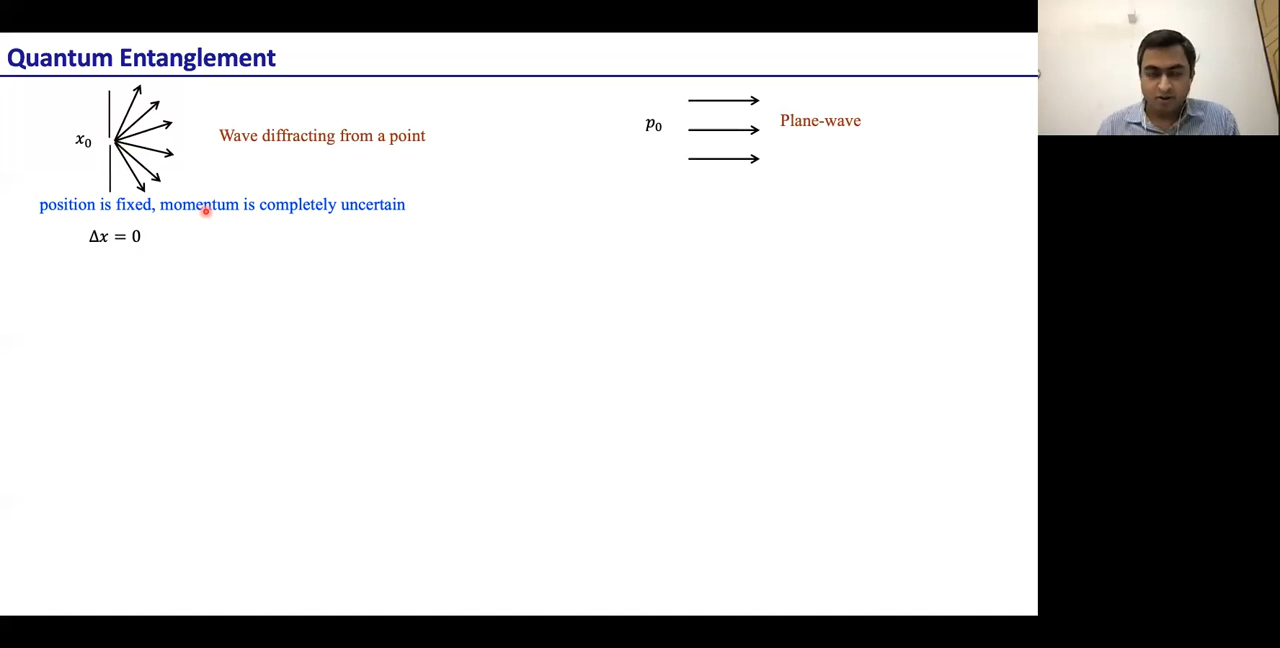 Quantum Entanglement
x₀
Wave diffracting from a point
p₀
Plane-wave
position is fixed, momentum is completely uncertain
Δx = 0